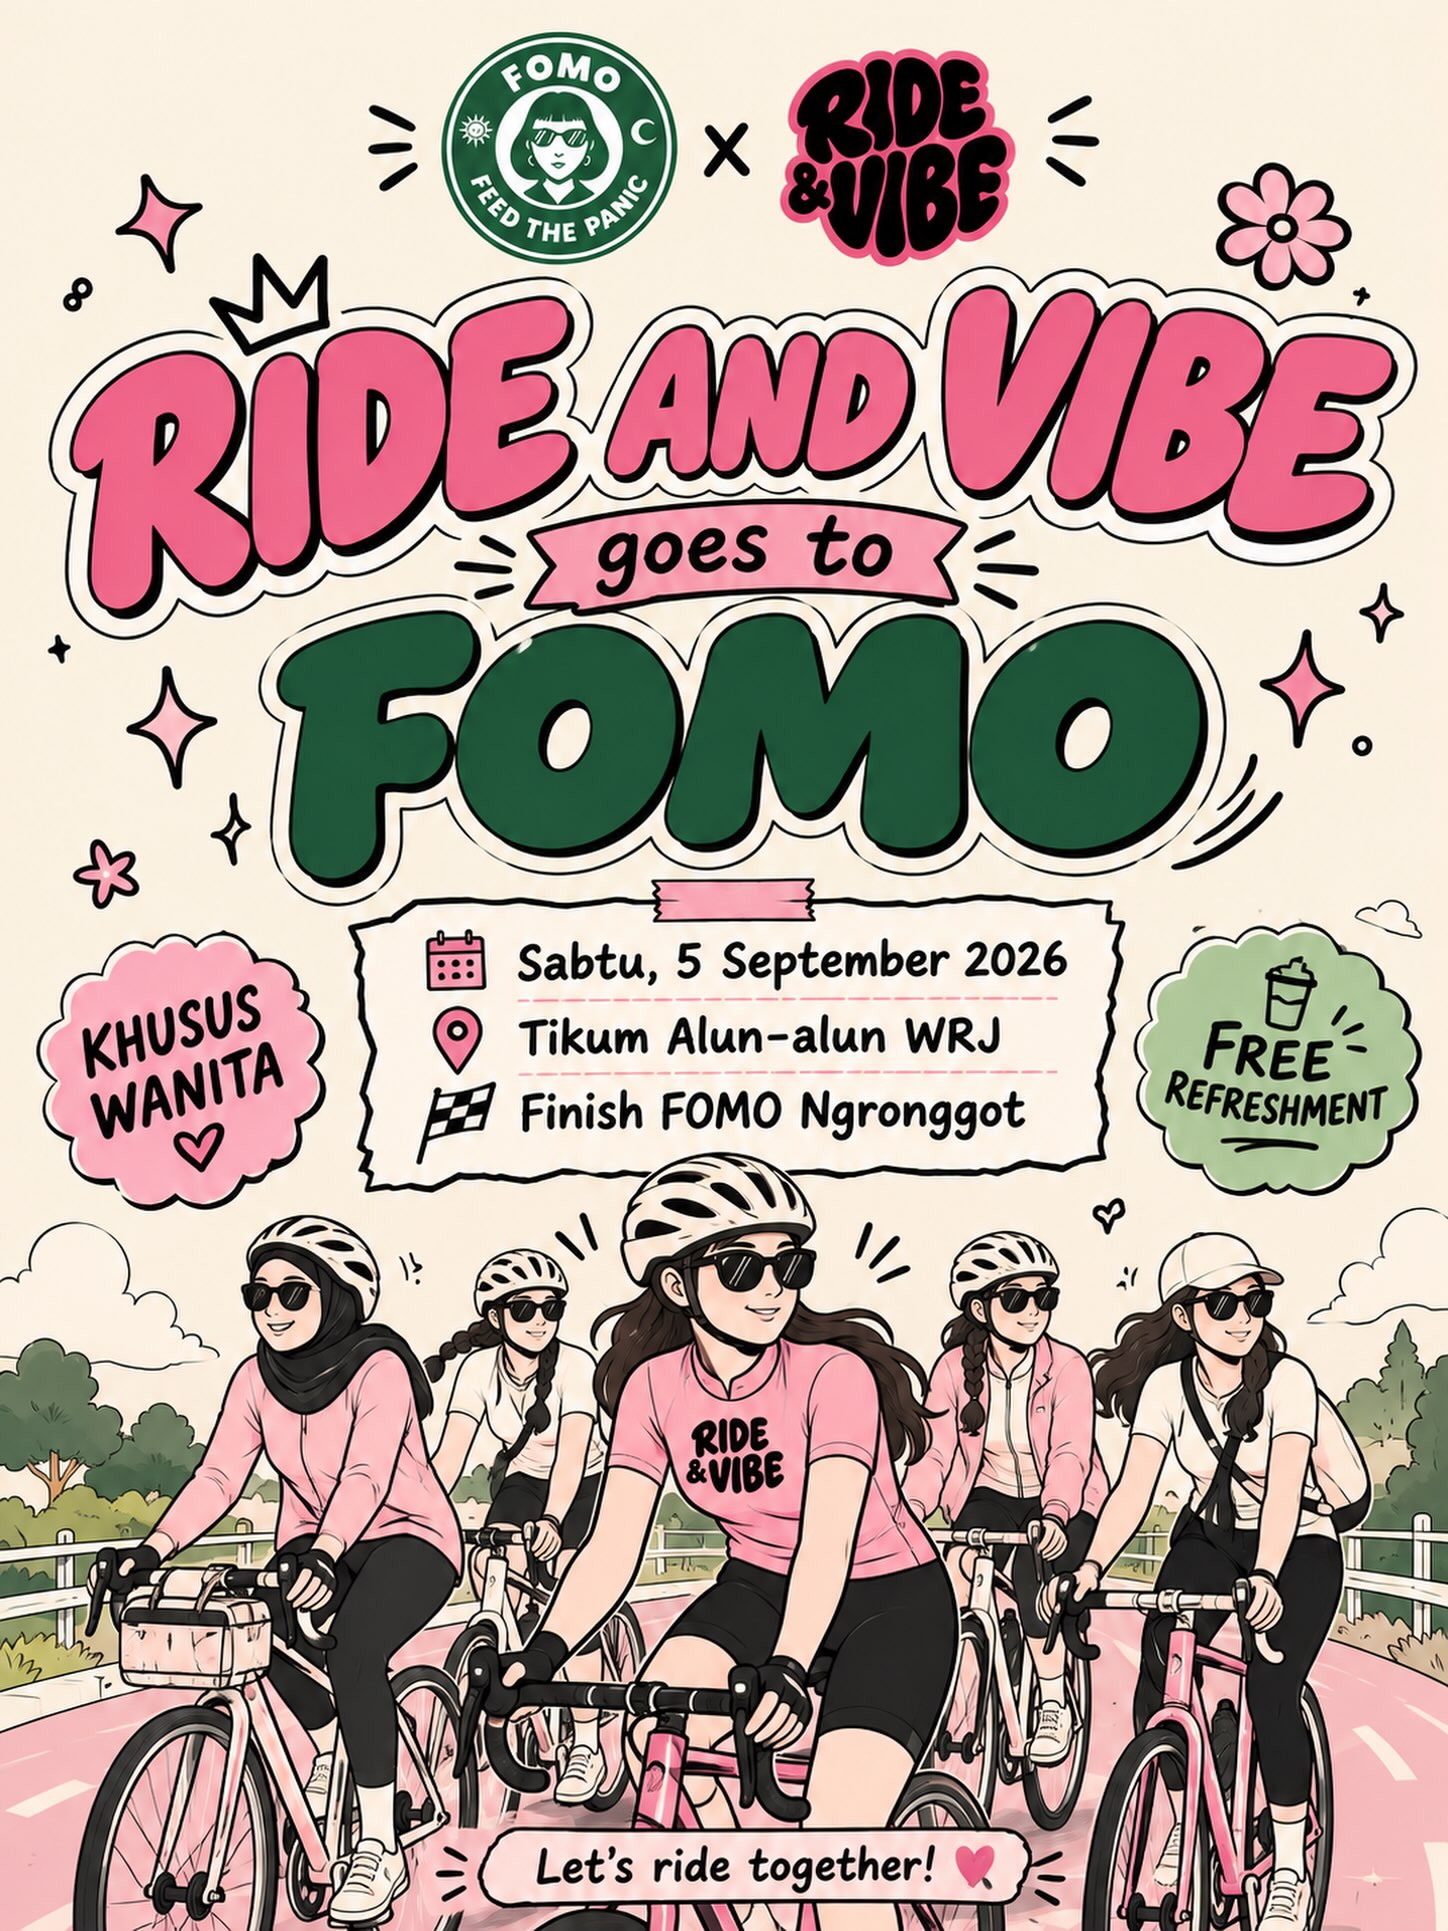 FOMO
FEED THE PANIC
X
RIDE
&VIBE
RIDE AND VIBE
goes to
FOMO
Sabtu, 5 September 2026
Tikum Alun-alun WRJ
Finish FOMO Ngronggot
KHUSUS
WANITA
FREE
REFRESHMENT
RIDE
&VIBE
Let's ride together!